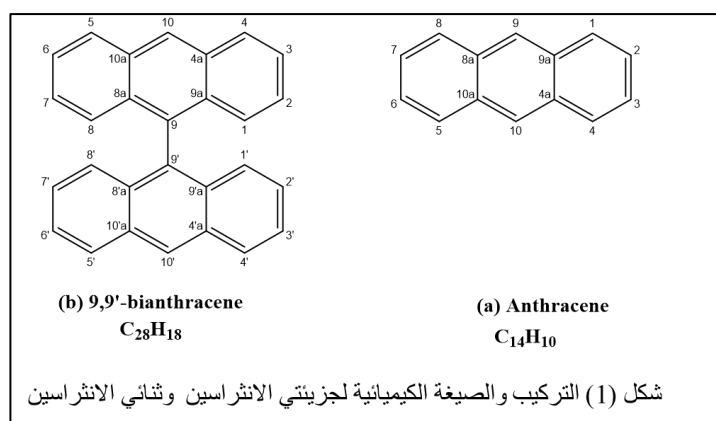 5 10 4
6 10a 4a 3
7 8a 9a 2
8 9 1
8' 9' 1'
7' 8'a 9'a 2'
6' 10'a 4'a 3'
5' 10' 4'
(b) 9,9'-bianthracene
C28H18
8 9 1
7 8a 9a 2
6 10a 4a 3
5 10 4
(a) Anthracene
C14H10
شكل (1) التركيب والصيغة الكيميائية لجزيئتي الانثراسين وثنائي الانثراسين